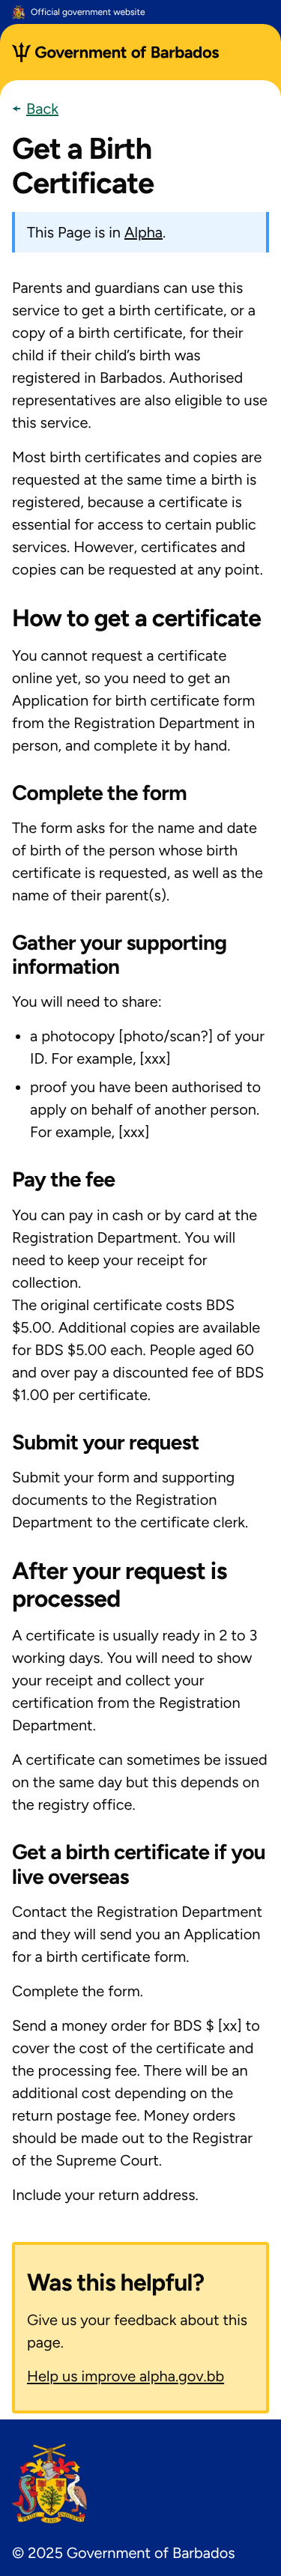 Official government website
Government of Barbados
Back
Get a Birth
Certificate
This Page is in Alpha.
Parents and guardians can use this
service to get a birth certificate, or a
copy of a birth certificate, for their
child if their child’s birth was
registered in Barbados. Authorised
representatives are also eligible to use
this service.
Most birth certificates and copies are
requested at the same time a birth is
registered, because a certificate is
essential for access to certain public
services. However, certificates and
copies can be requested at any point.
How to get a certificate
You cannot request a certificate
online yet, so you need to get an
Application for birth certificate form
from the Registration Department in
person, and complete it by hand.
Complete the form
The form asks for the name and date
of birth of the person whose birth
certificate is requested, as well as the
name of their parent(s).
Gather your supporting
information
You will need to share:
• a photocopy [photo/scan?] of your
ID. For example, [xxx]
• proof you have been authorised to
apply on behalf of another person.
For example, [xxx]
Pay the fee
You can pay in cash or by card at the
Registration Department. You will
need to keep your receipt for
collection.
The original certificate costs BDS
$5.00. Additional copies are available
for BDS $5.00 each. People aged 60
and over pay a discounted fee of BDS
$1.00 per certificate.
Submit your request
Submit your form and supporting
documents to the Registration
Department to the certificate clerk.
After your request is
processed
A certificate is usually ready in 2 to 3
working days. You will need to show
your receipt and collect your
certification from the Registration
Department.
A certificate can sometimes be issued
on the same day but this depends on
the registry office.
Get a birth certificate if you
live overseas
Contact the Registration Department
and they will send you an Application
for a birth certificate form.
Complete the form.
Send a money order for BDS $ [xx] to
cover the cost of the certificate and
the processing fee. There will be an
additional cost depending on the
return postage fee. Money orders
should be made out to the Registrar
of the Supreme Court.
Include your return address.
Was this helpful?
Give us your feedback about this
page.
Help us improve alpha.gov.bb
PRIDE AND INDUSTRY
© 2025 Government of Barbados